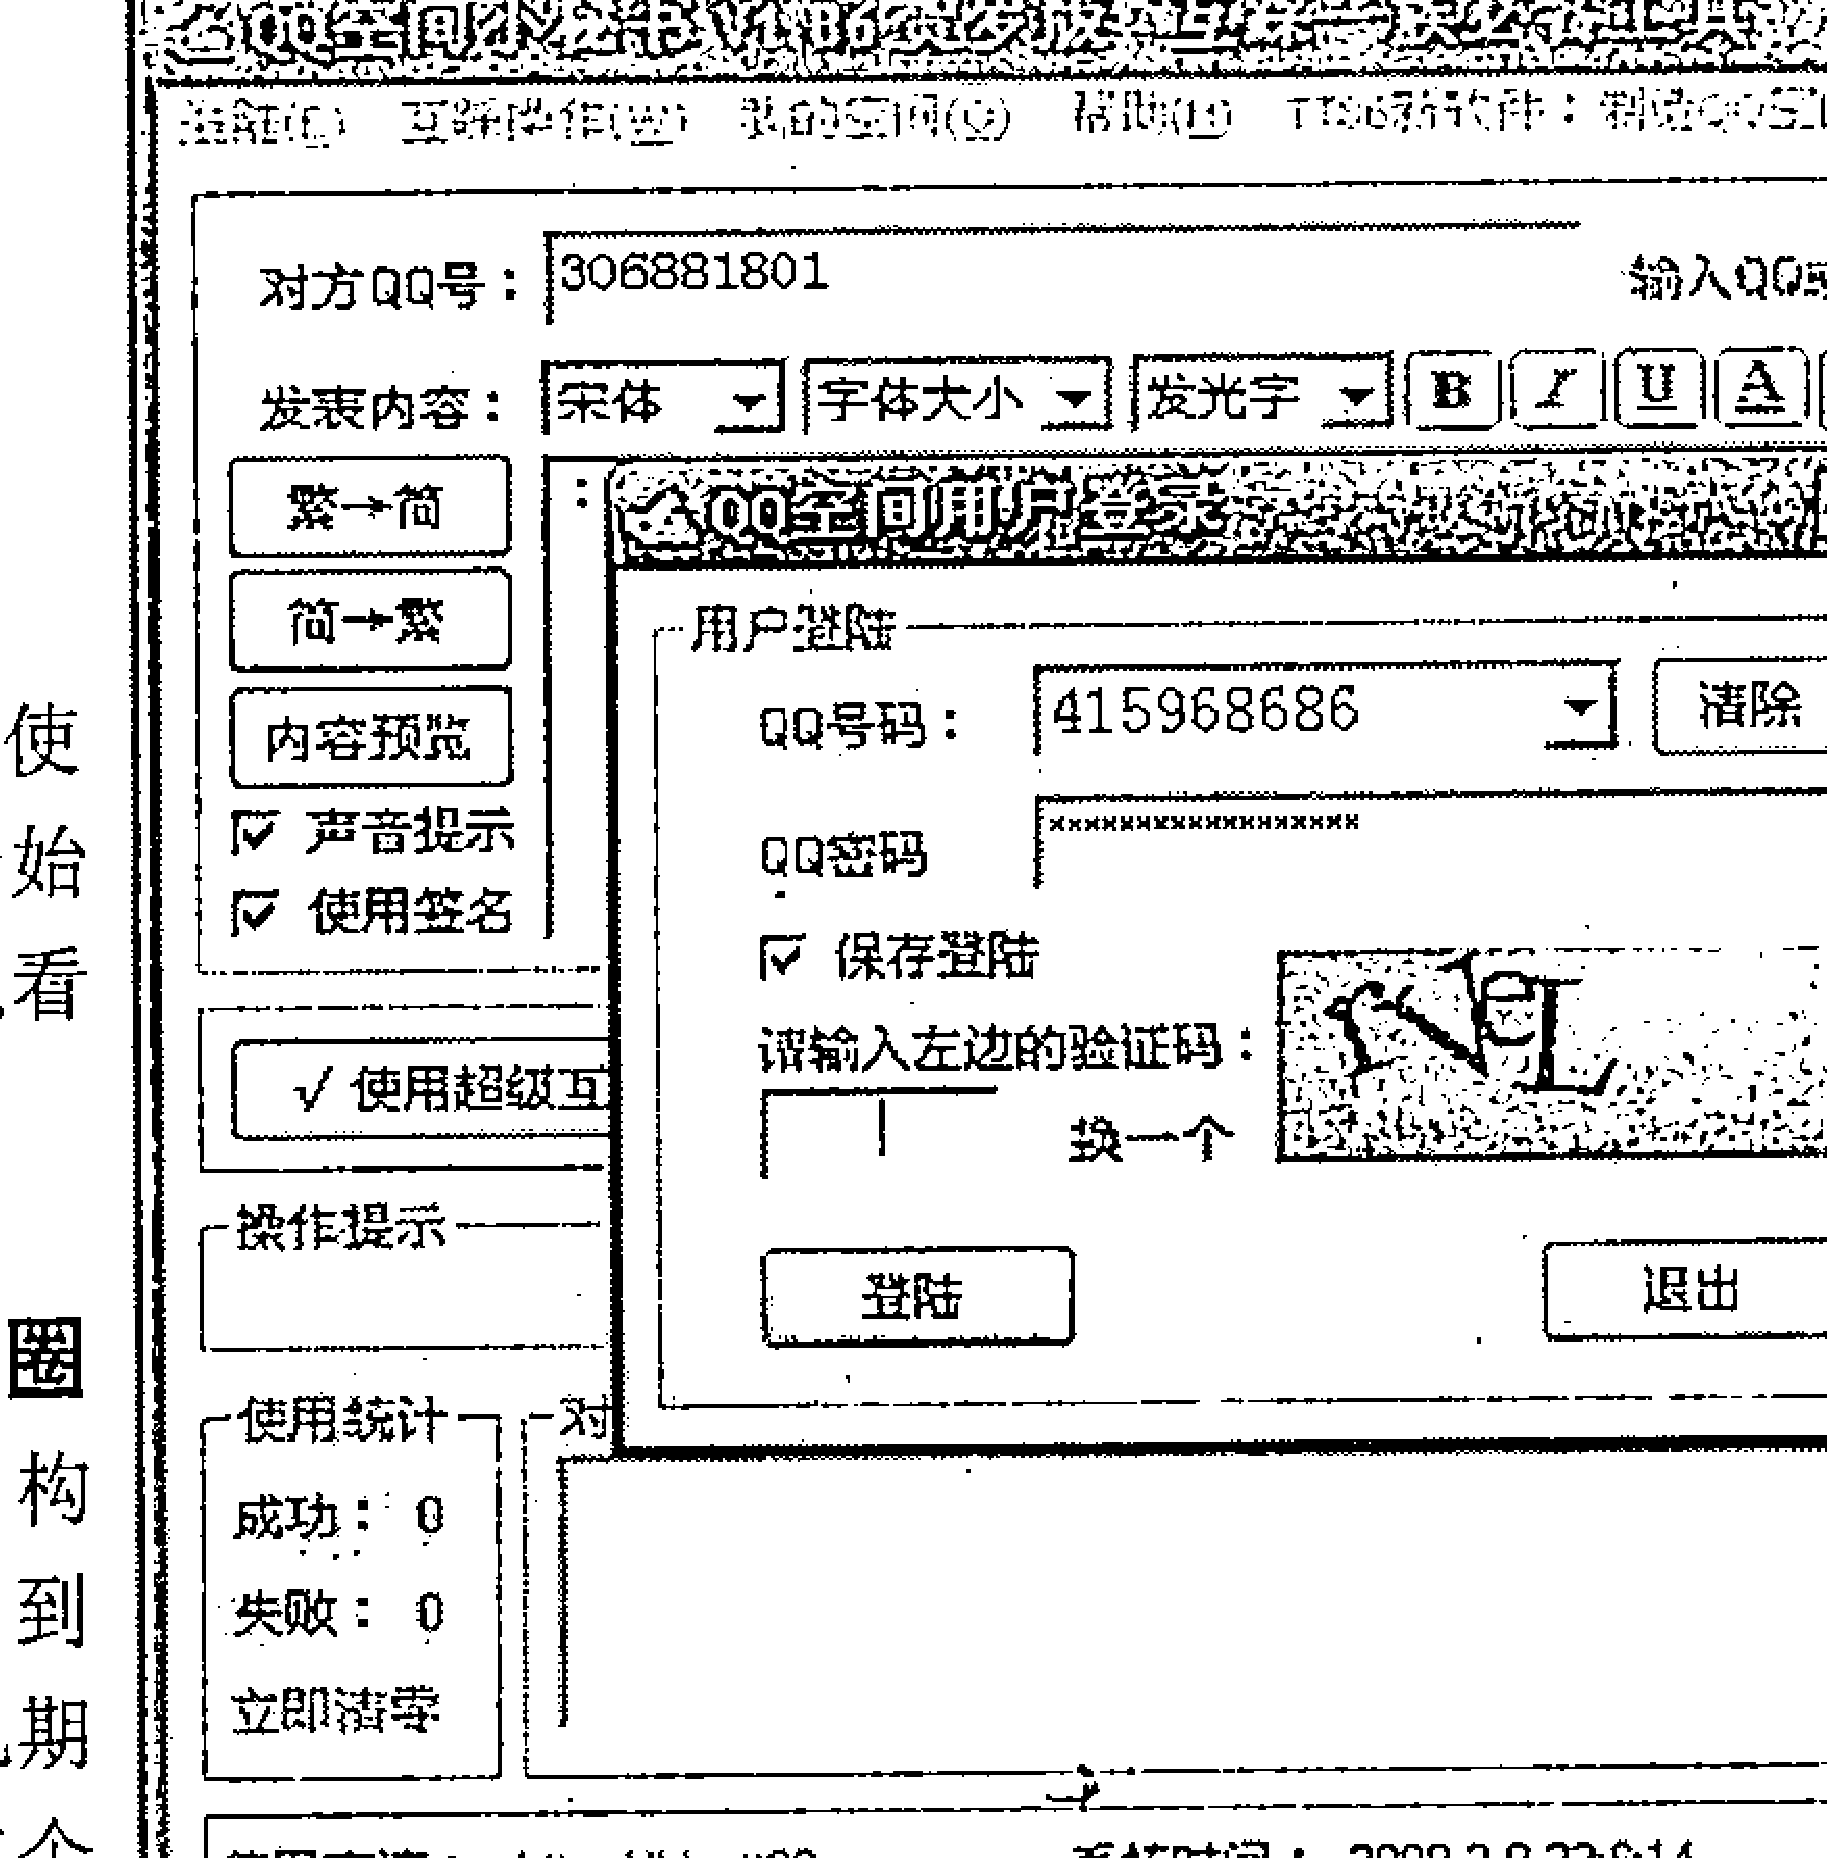 对方QQ号：306881801 输入QQ
发表内容：宋体 字体大小 发光字 B I U A
繁→简
QQ空间用户登录
简→繁
用户登陆
使
内容预览
QQ号码：415968686 清除
始
声音提示
QQ密码 ******************
使用签名
看
保存登陆
请输入左边的验证码：
√ 使用超级互
换一个
操作提示
登陆 退出
圈
使用统计 对
构
成功：0
到
失败：0
期
立即清零
个